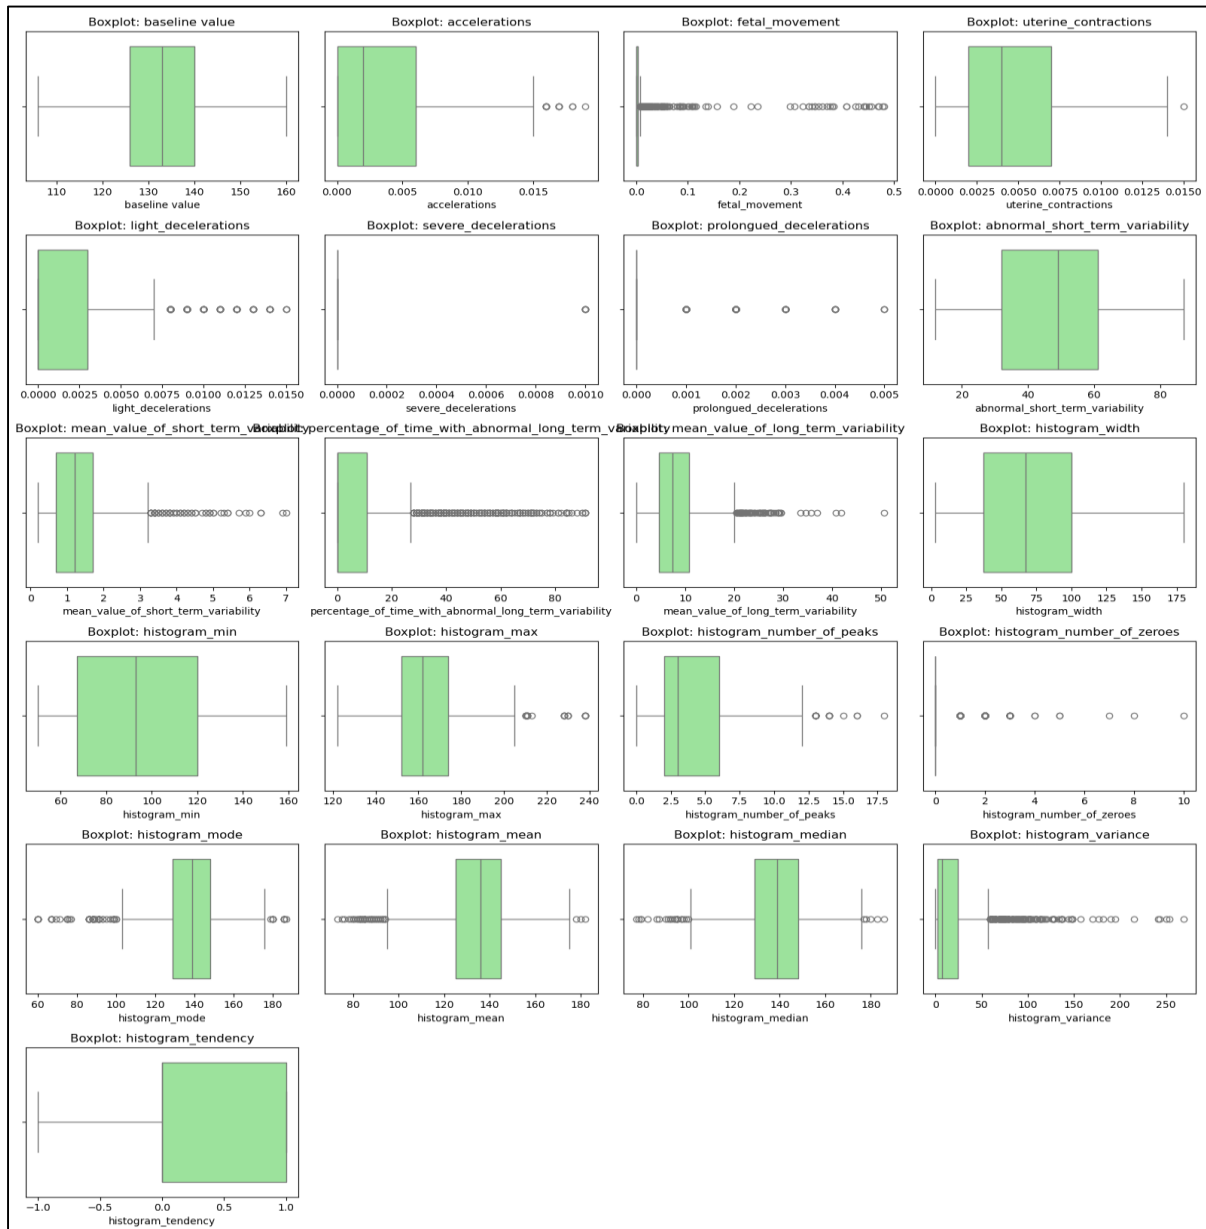 Boxplot: baseline value
Boxplot: accelerations
Boxplot: fetal_movement
Boxplot: uterine_contractions
110 120 130 140 150 160
0.000 0.005 0.010 0.015
0.0 0.1 0.2 0.3 0.4 0.5
0.0000 0.0025 0.0050 0.0075 0.0100 0.0125 0.0150
baseline value
accelerations
fetal_movement
uterine_contractions
Boxplot: light_decelerations
Boxplot: severe_decelerations
Boxplot: prolongued_decelerations
Boxplot: abnormal_short_term_variability
0.0000 0.0025 0.0050 0.0075 0.0100 0.0125 0.0150
0.0000 0.0002 0.0004 0.0006 0.0008 0.0010
0.000 0.001 0.002 0.003 0.004 0.005
20 40 60 80
light_decelerations
severe_decelerations
prolongued_decelerations
abnormal_short_term_variability
Boxplot: mean_value_of_short_term_variability
Boxplot: percentage_of_time_with_abnormal_long_term_variability
Boxplot: mean_value_of_long_term_variability
Boxplot: histogram_width
0 1 2 3 4 5 6 7
0 20 40 60 80
0 10 20 30 40 50
0 25 50 75 100 125 150 175
mean_value_of_short_term_variability
percentage_of_time_with_abnormal_long_term_variability
mean_value_of_long_term_variability
histogram_width
Boxplot: histogram_min
Boxplot: histogram_max
Boxplot: histogram_number_of_peaks
Boxplot: histogram_number_of_zeroes
60 80 100 120 140 160
120 140 160 180 200 220 240
0.0 2.5 5.0 7.5 10.0 12.5 15.0 17.5
0 2 4 6 8 10
histogram_min
histogram_max
histogram_number_of_peaks
histogram_number_of_zeroes
Boxplot: histogram_mode
Boxplot: histogram_mean
Boxplot: histogram_median
Boxplot: histogram_variance
60 80 100 120 140 160 180
80 100 120 140 160 180
80 100 120 140 160 180
0 50 100 150 200 250
histogram_mode
histogram_mean
histogram_median
histogram_variance
Boxplot: histogram_tendency
-1.0 -0.5 0.0 0.5 1.0
histogram_tendency